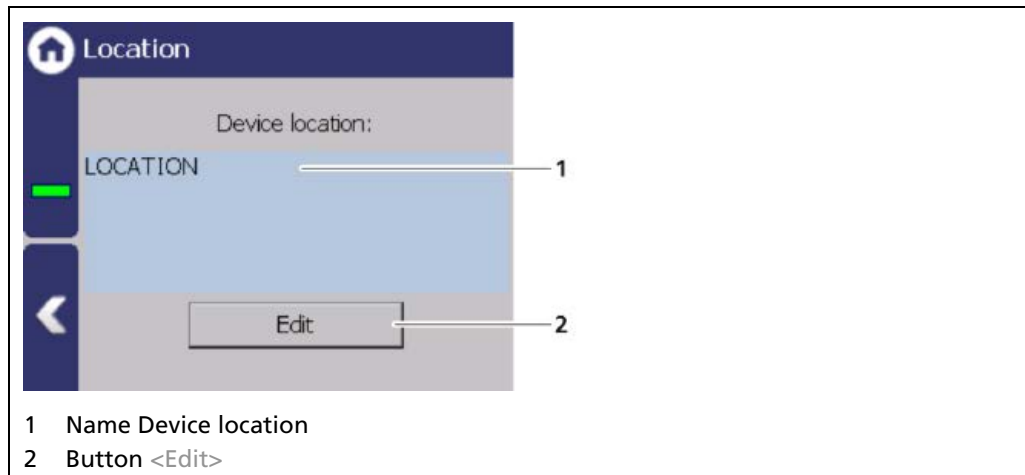 Location
Device location:
LOCATION
1
Edit
2
1 Name Device location
2 Button <Edit>